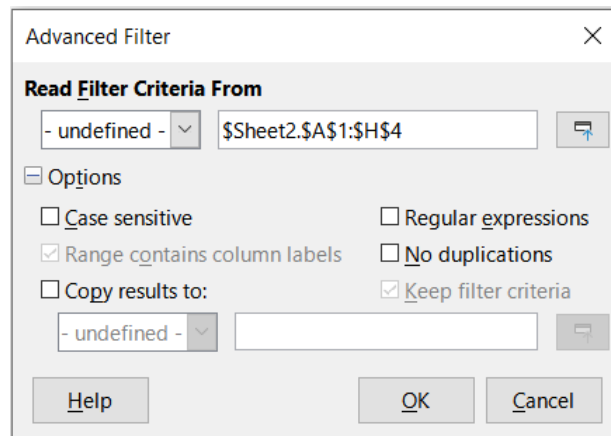 Advanced Filter
Read Filter Criteria From
- undefined - $Sheet2.$A$1:$H$4
Options
Case sensitive Regular expressions
Range contains column labels No duplications
Copy results to: Keep filter criteria
- undefined -
Help OK Cancel